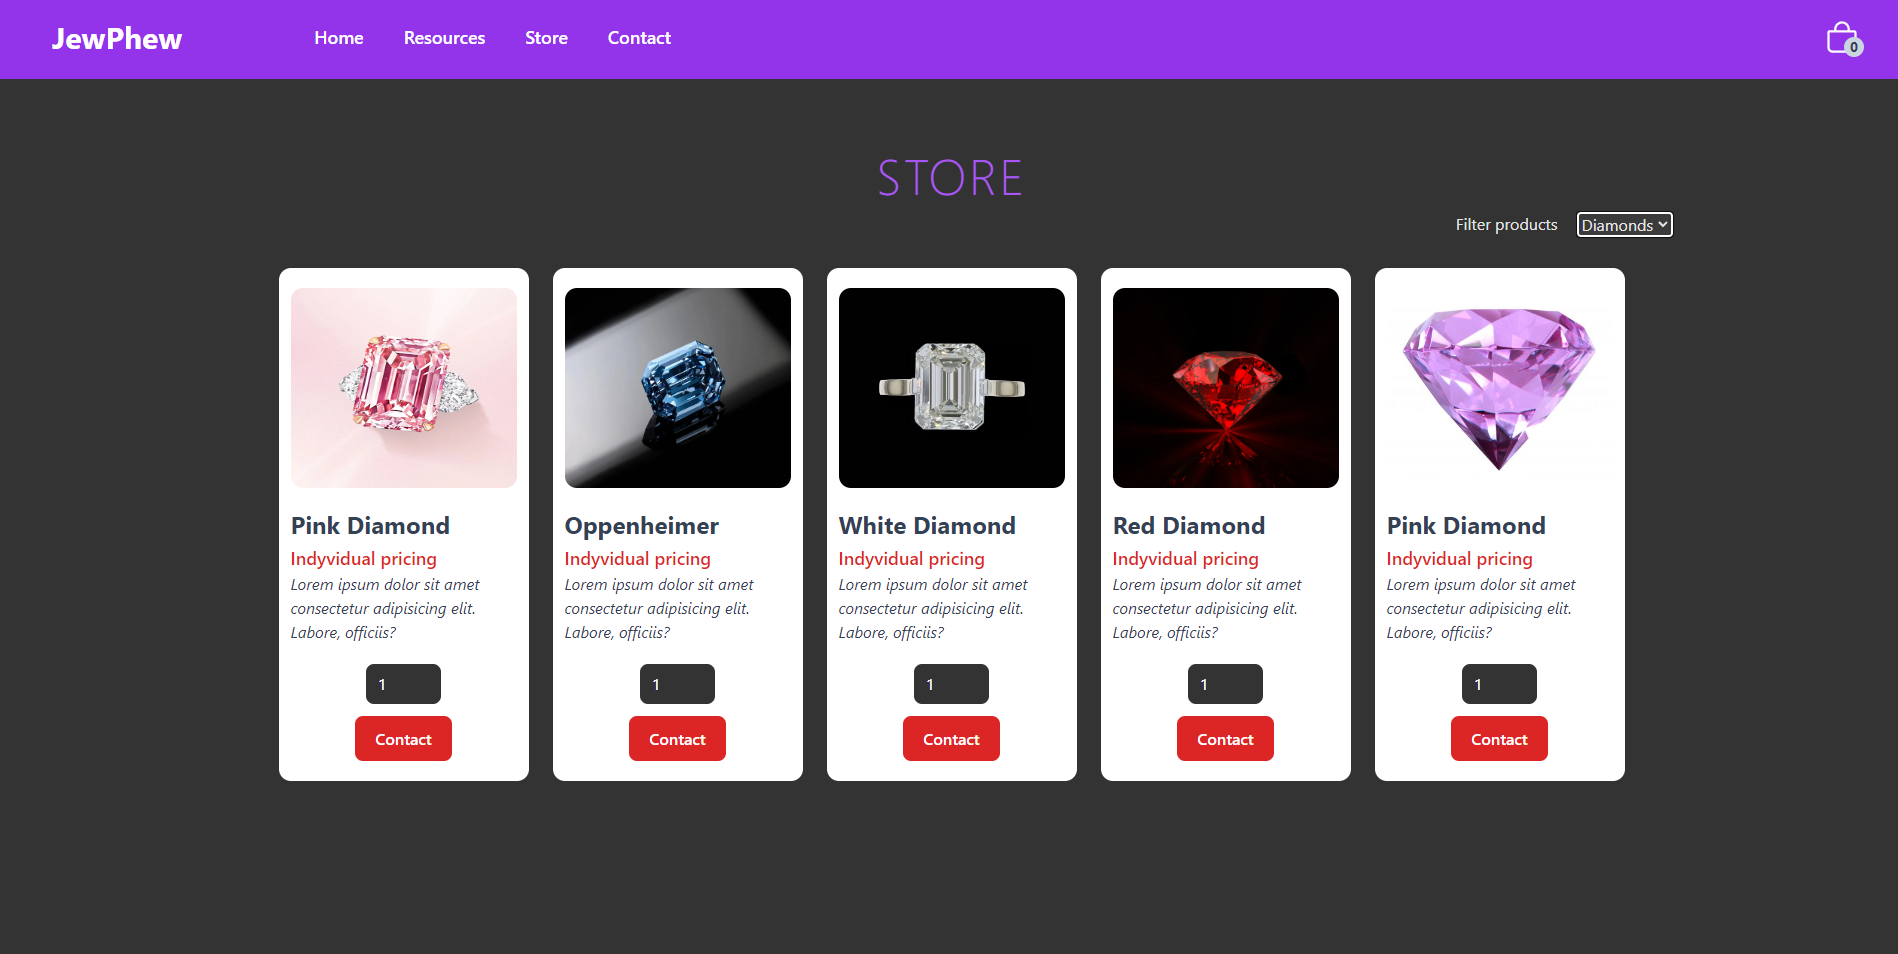 JewPhew
Home Resources Store Contact
0
STORE
Filter products Diamonds
Pink Diamond
Indyvidual pricing
Lorem ipsum dolor sit amet
consectetur adipisicing elit.
Labore, officiis?
1
Contact
Oppenheimer
Indyvidual pricing
Lorem ipsum dolor sit amet
consectetur adipisicing elit.
Labore, officiis?
1
Contact
White Diamond
Indyvidual pricing
Lorem ipsum dolor sit amet
consectetur adipisicing elit.
Labore, officiis?
1
Contact
Red Diamond
Indyvidual pricing
Lorem ipsum dolor sit amet
consectetur adipisicing elit.
Labore, officiis?
1
Contact
Pink Diamond
Indyvidual pricing
Lorem ipsum dolor sit amet
consectetur adipisicing elit.
Labore, officiis?
1
Contact